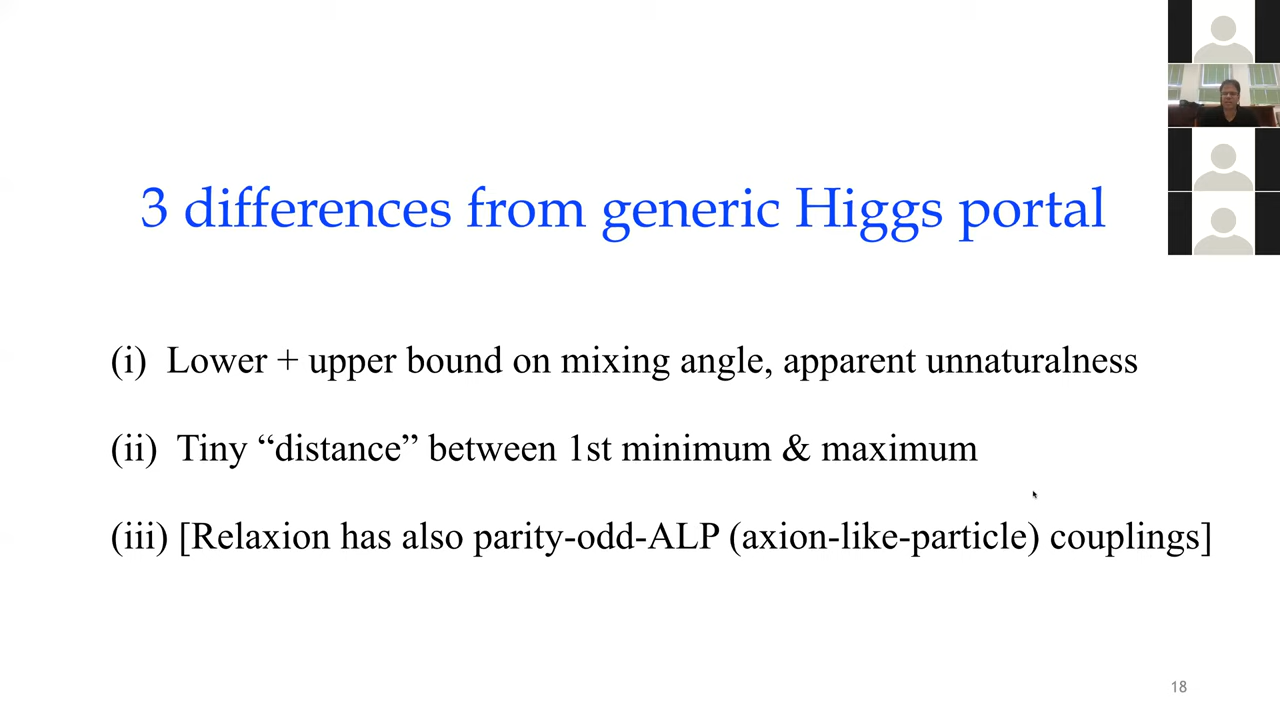 3 differences from generic Higgs portal
(i) Lower + upper bound on mixing angle, apparent unnaturalness
(ii) Tiny “distance” between 1st minimum & maximum
(iii) [Relaxion has also parity-odd-ALP (axion-like-particle) couplings]
18